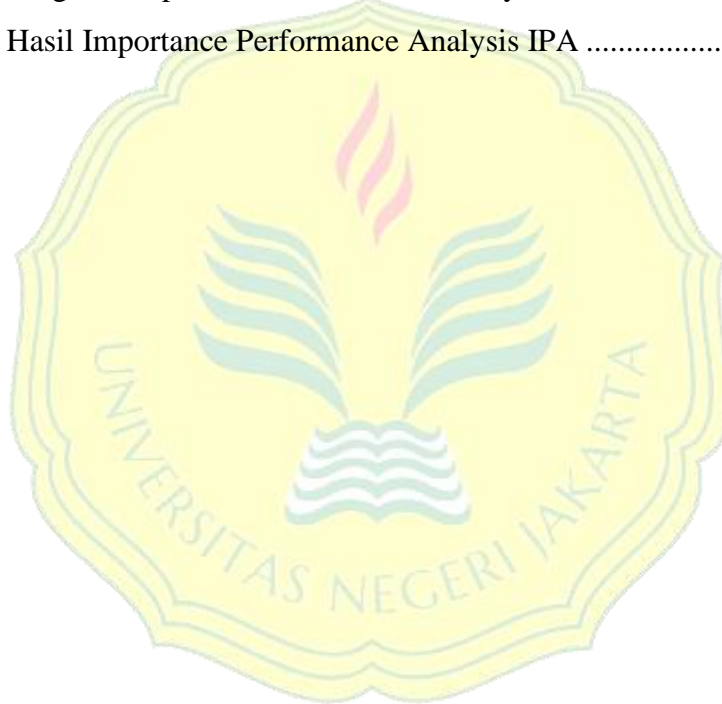 Hasil Importance Performance Analysis IPA .................
UNIVERSITAS NEGERI JAKARTA